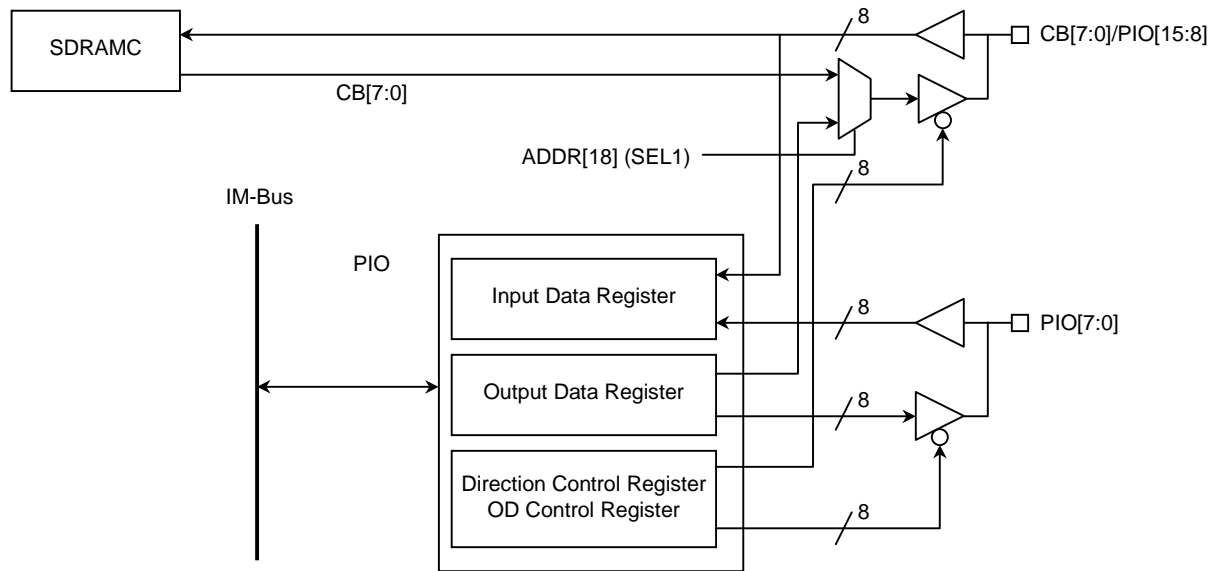 8
SDRAMC
CB[7:0]/PIO[15:8]
CB[7:0]
ADDR[18] (SEL1)
8
IM-Bus
PIO
Input Data Register
8
PIO[7:0]
Output Data Register
8
Direction Control Register
OD Control Register
8